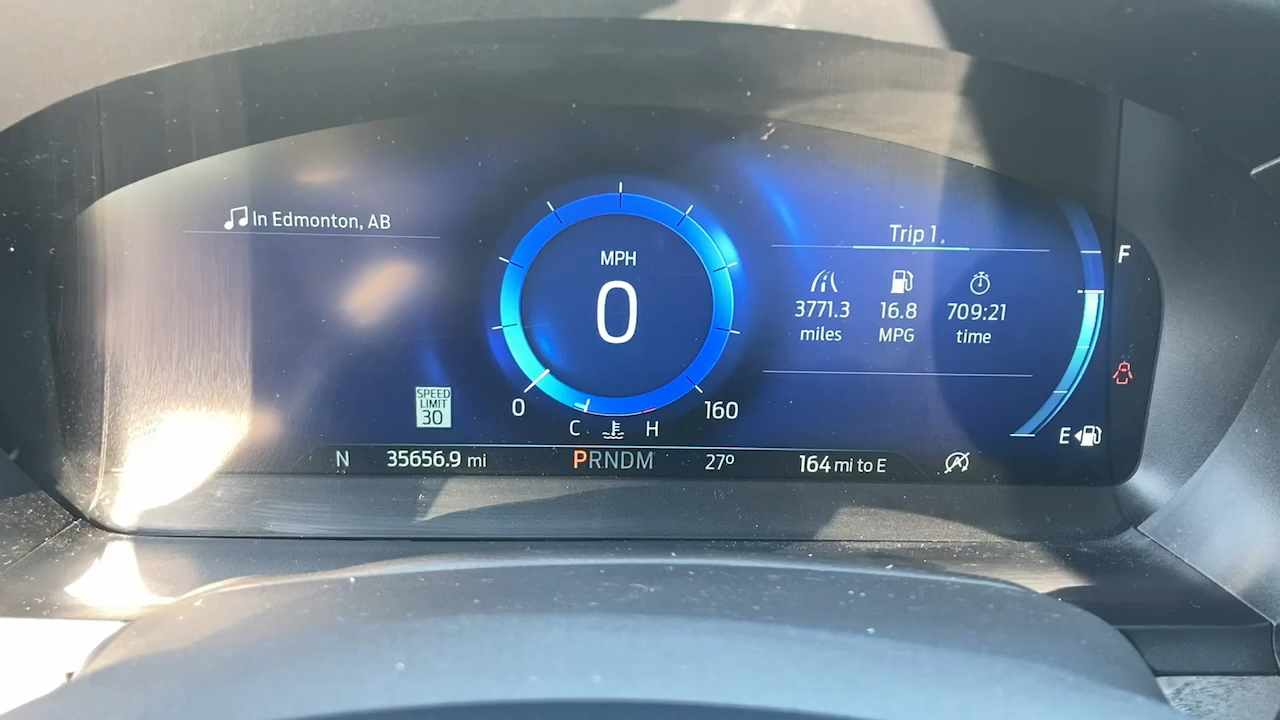 In Edmonton, AB
MPH
0
SPEED
LIMIT
30
0
160
C H
Trip 1
3771.3
miles
16.8
MPG
709:21
time
F
E
N 35656.9 mi PRNDM 27º 164 mi to E